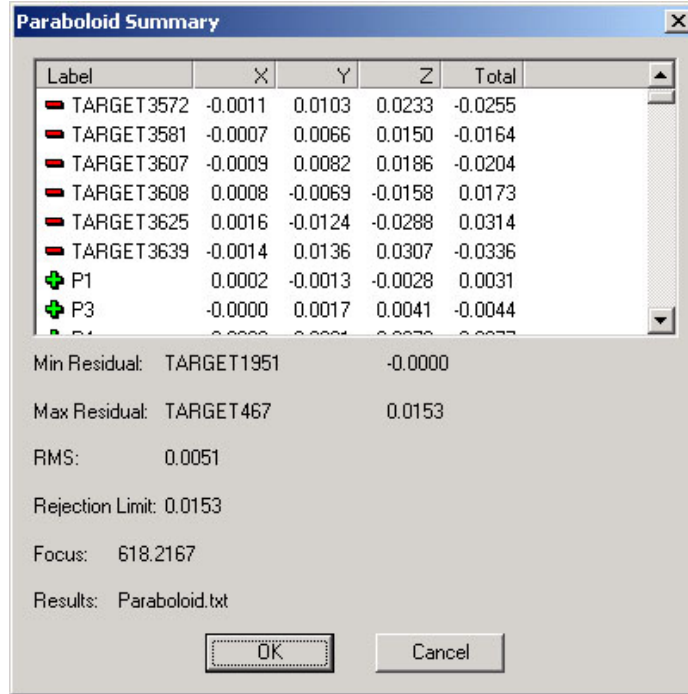 Paraboloid Summary
Label X Y Z Total
TARGET3572 -0.0011 0.0103 0.0233 -0.0255
TARGET3581 -0.0007 0.0066 0.0150 -0.0164
TARGET3607 -0.0009 0.0082 0.0186 -0.0204
TARGET3608 0.0008 -0.0069 -0.0158 0.0173
TARGET3625 0.0016 -0.0124 -0.0288 0.0314
TARGET3639 -0.0014 0.0136 0.0307 -0.0336
P1 0.0002 -0.0013 -0.0028 0.0031
P3 -0.0000 0.0017 0.0041 -0.0044
Min Residual: TARGET1951 -0.0000
Max Residual: TARGET467 0.0153
RMS: 0.0051
Rejection Limit: 0.0153
Focus: 618.2167
Results: Paraboloid.txt
OK Cancel